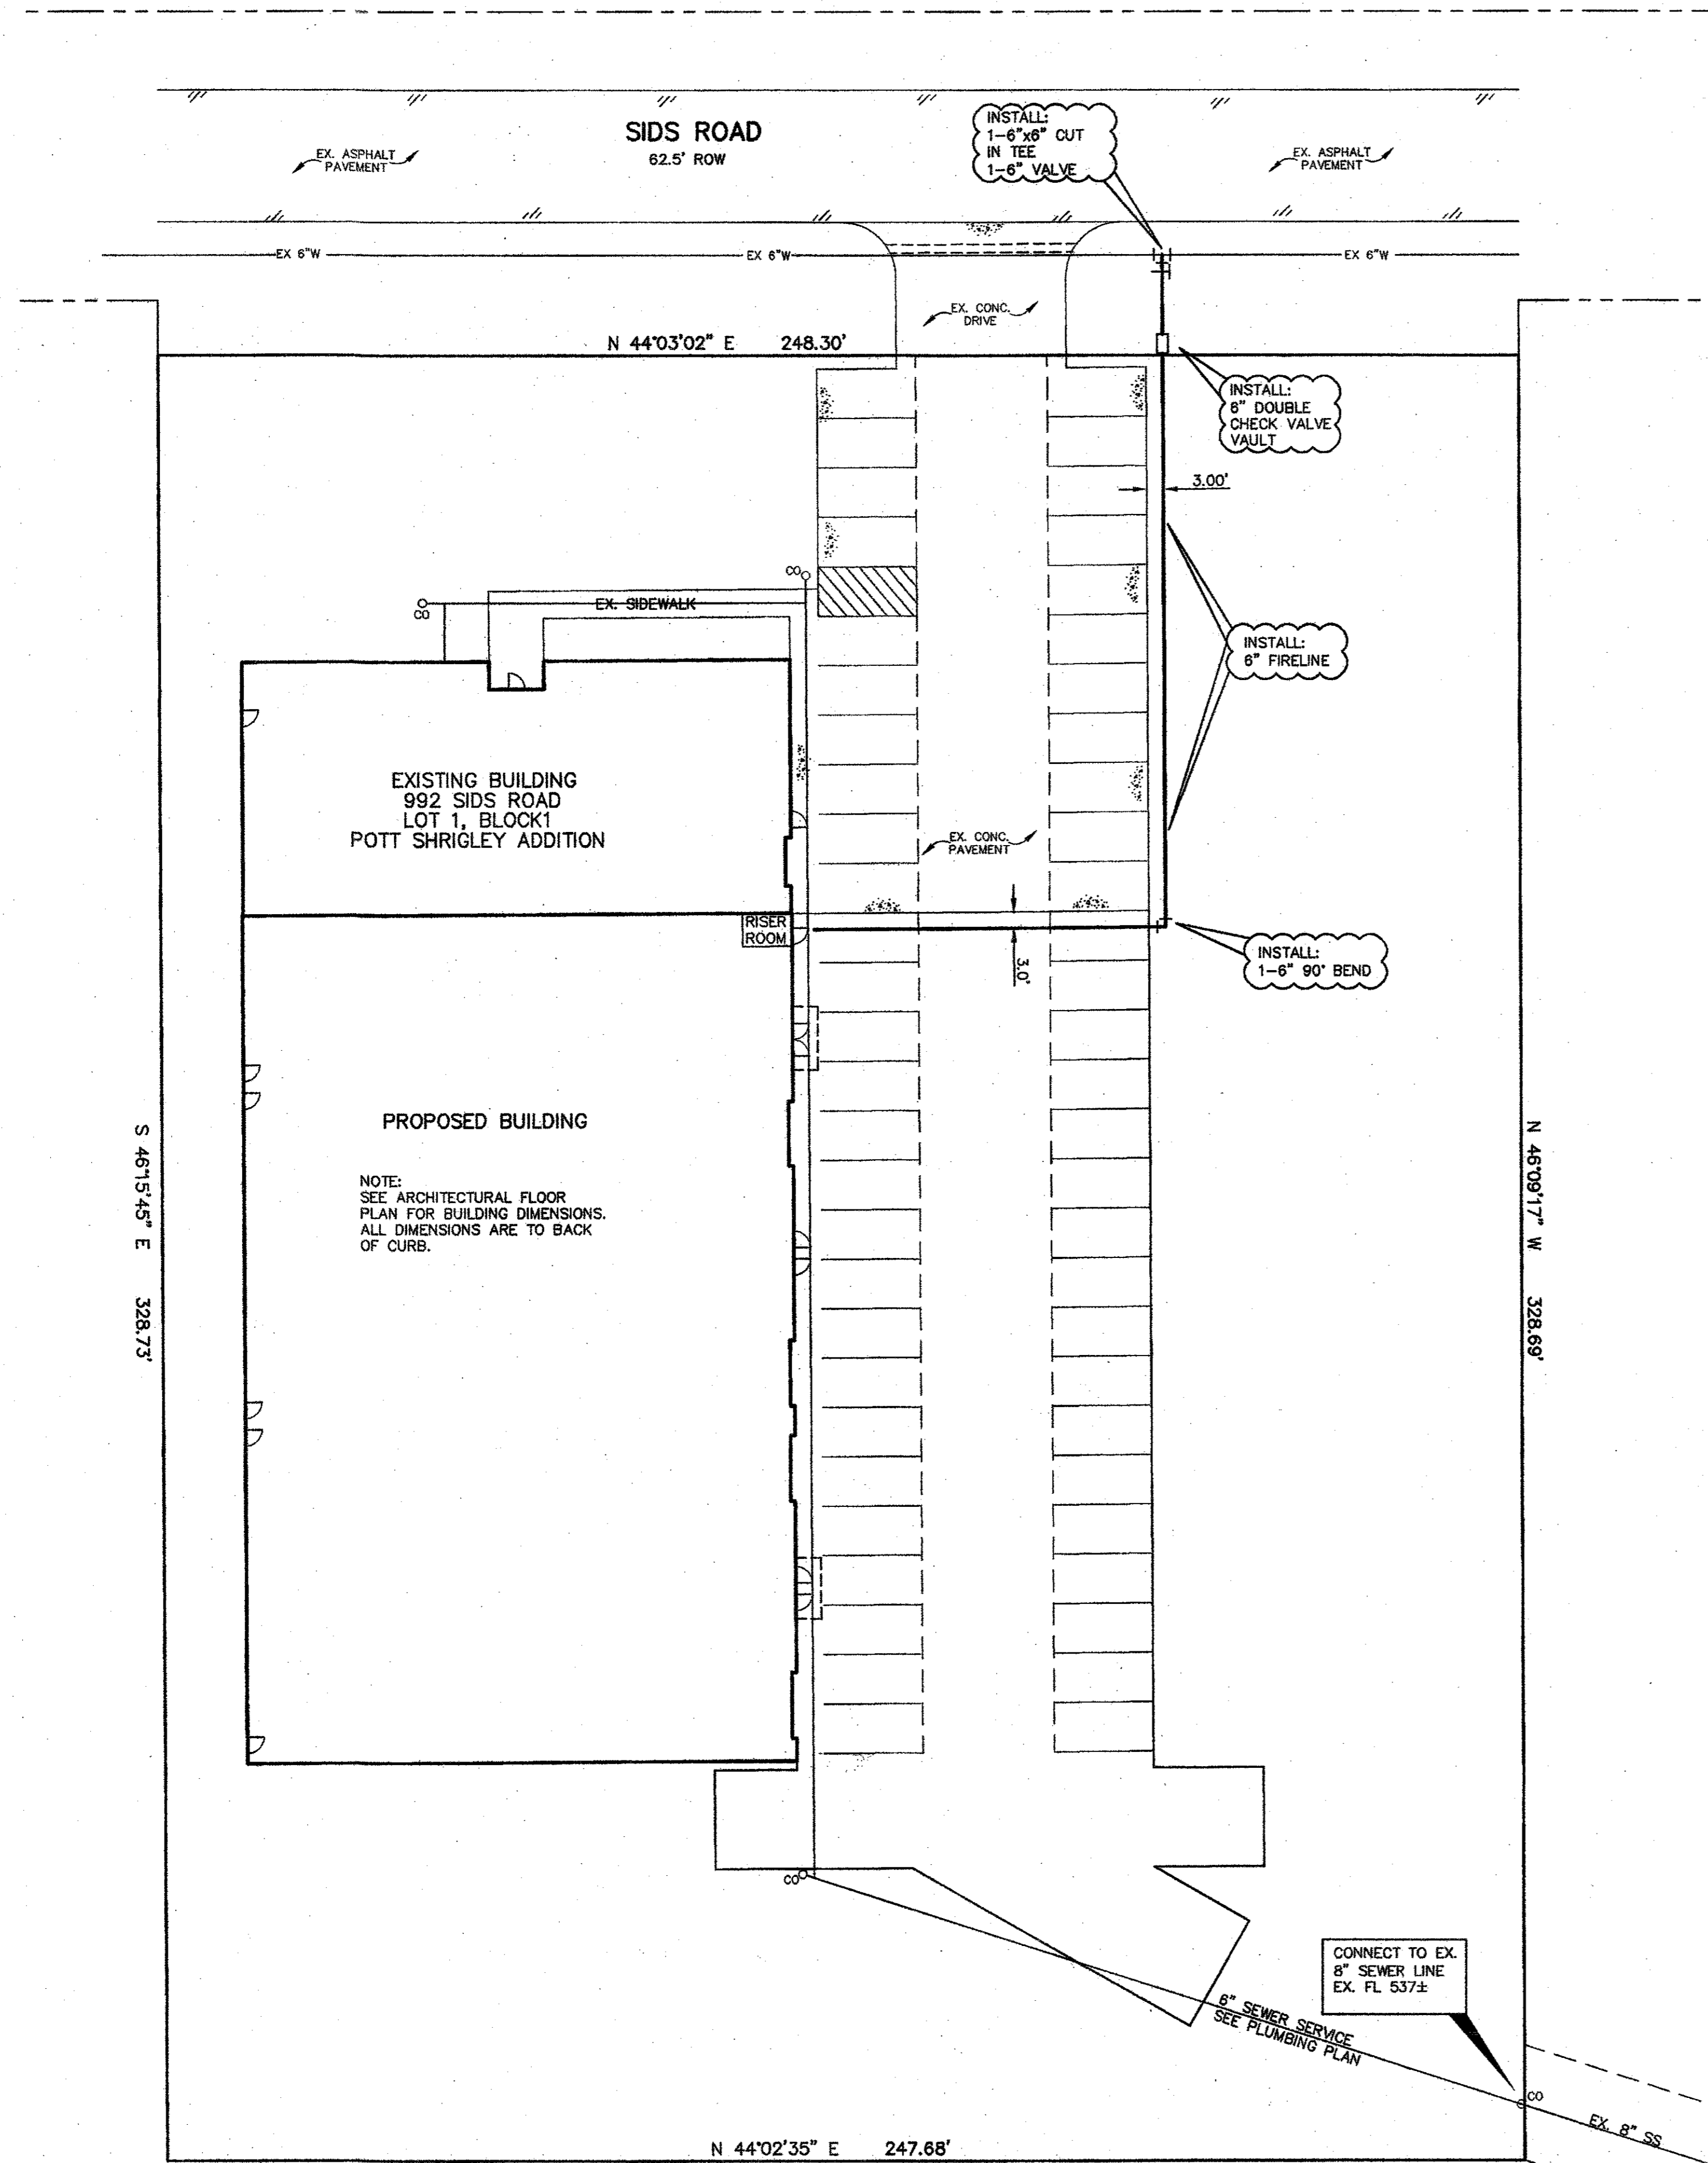 SIDS ROAD
62.5' ROW
EX. ASPHALT
PAVEMENT
INSTALL:
1-6"x6" CUT
IN TEE
1-6" VALVE
EX. ASPHALT
PAVEMENT
EX 6"W
EX 6"W
EX 6"W
EX. CONC.
DRIVE
N 44°03'02" E 248.30'
INSTALL:
6" DOUBLE
CHECK VALVE
VAULT
3.00'
CO
CO
EX. SIDEWALK
INSTALL:
6" FIRELINE
EXISTING BUILDING
992 SIDS ROAD
LOT 1, BLOCK1
POTT SHRIGLEY ADDITION
EX. CONC.
PAVEMENT
RISER
ROOM
3.0'
INSTALL:
1-6" 90° BEND
PROPOSED BUILDING
NOTE:
SEE ARCHITECTURAL FLOOR
PLAN FOR BUILDING DIMENSIONS.
ALL DIMENSIONS ARE TO BACK
OF CURB.
S 46°15'45" E 328.73'
N 46°09'17" W 328.69'
CO
CONNECT TO EX.
8" SEWER LINE
EX. FL 537±
6" SEWER SERVICE
SEE PLUMBING PLAN
CO
EX. 8" SS
N 44°02'35" E 247.68'